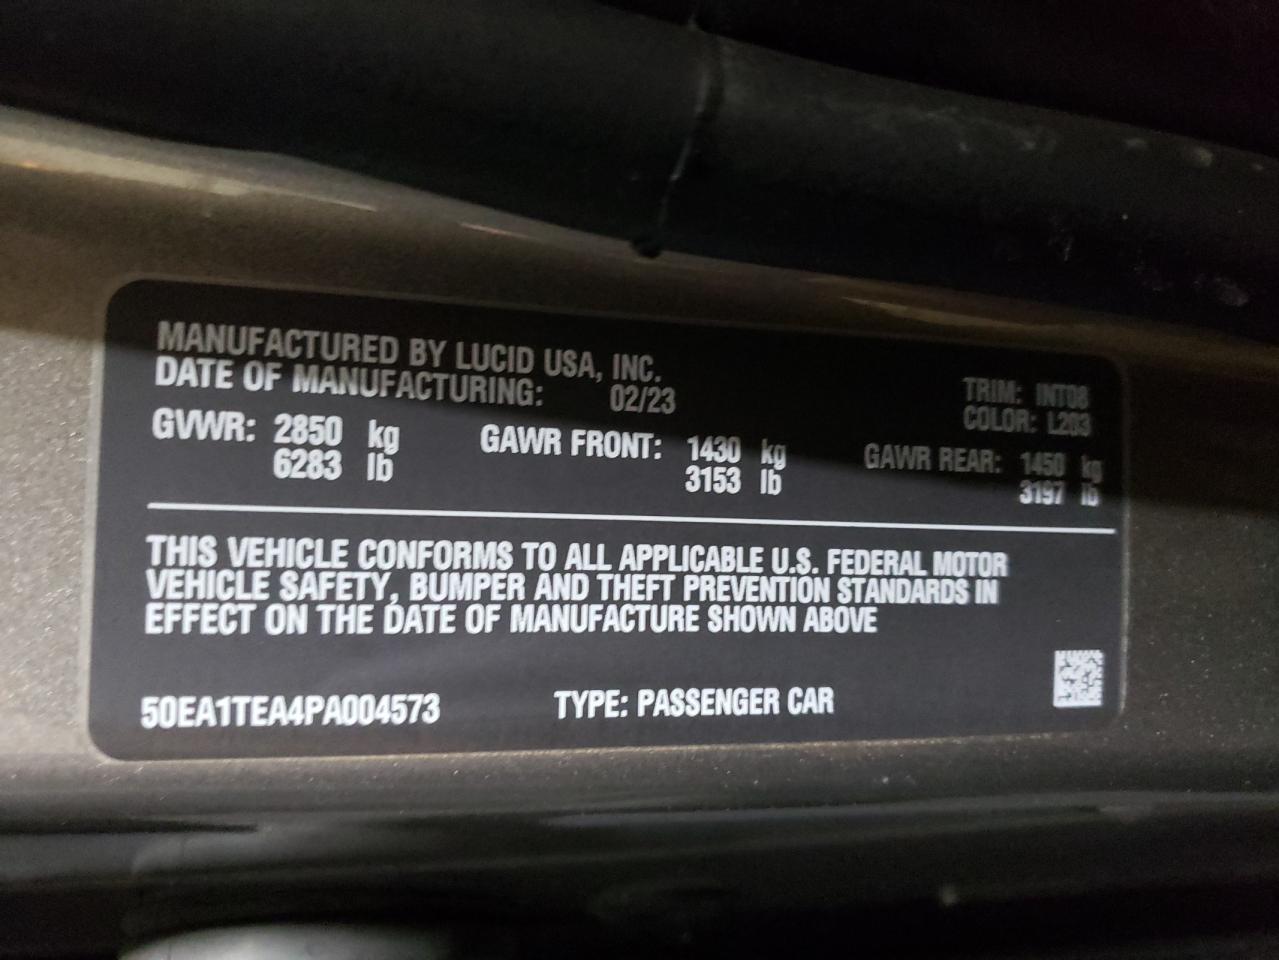 MANUFACTURED BY LUCID USA, INC.
DATE OF MANUFACTURING: 02/23
TRIM: INT08
COLOR: L203
GVWR: 2850 kg GAWR FRONT: 1430 kg GAWR REAR: 1450 kg
6283 lb 3153 lb 3197 lb
THIS VEHICLE CONFORMS TO ALL APPLICABLE U.S. FEDERAL MOTOR
VEHICLE SAFETY, BUMPER AND THEFT PREVENTION STANDARDS IN
EFFECT ON THE DATE OF MANUFACTURE SHOWN ABOVE
50EA1TEA4PA004573 TYPE: PASSENGER CAR